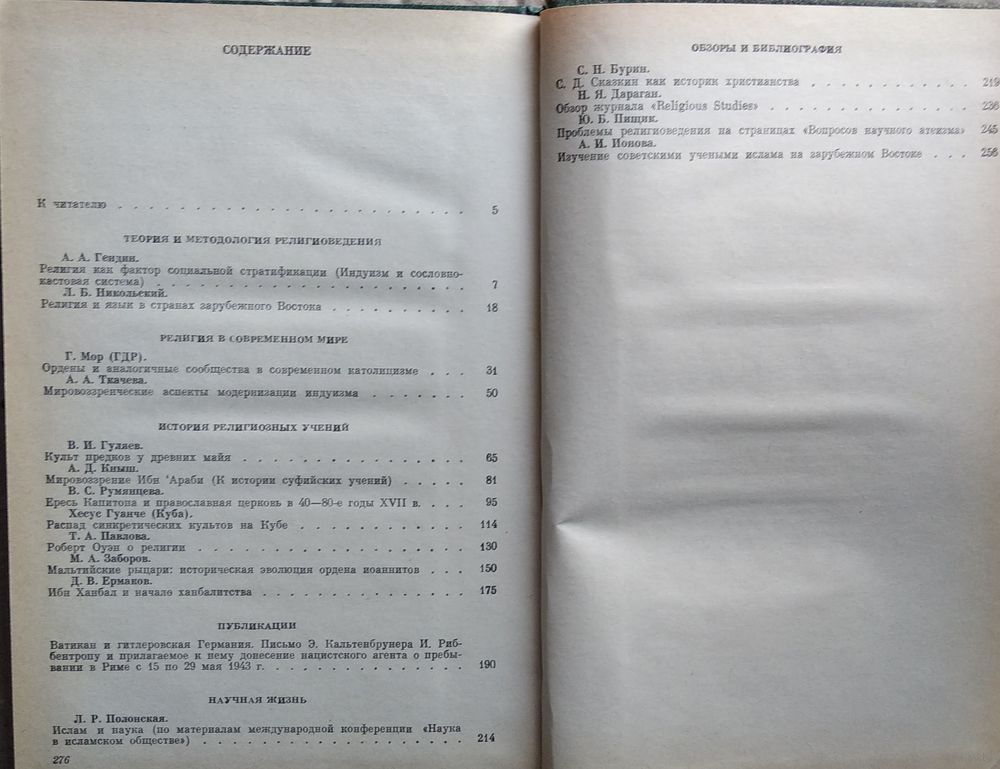 СОДЕРЖАНИЕ
К читателю . . . . . . . . . . . . . . . . . . . . . . . . . . 5
ТЕОРИЯ И МЕТОДОЛОГИЯ РЕЛИГИОВЕДЕНИЯ
А. А. Гендин.
Религия как фактор социальной стратификации (Индуизм и сословно-
кастовая система) . . . . . . . . . . . . . . . . . . . . . . 7
Л. Б. Никольский.
Религия и язык в странах зарубежного Востока . . . . . . . . . . 18
РЕЛИГИЯ В СОВРЕМЕННОМ МИРЕ
Г. Мор (ГДР).
Ордены и аналогичные сообщества в современном католицизме . . . 31
А. А. Ткачева.
Мировоззренческие аспекты модернизации индуизма . . . . . . . 50
ИСТОРИЯ РЕЛИГИОЗНЫХ УЧЕНИЙ
В. И. Гуляев.
Культ предков у древних майя . . . . . . . . . . . . . . . . 65
А. Д. Кныш.
Мировоззрение Ибн ʻАраби (К истории суфийских учений) . . . . . 81
В. С. Румянцева.
Ересь Капитона и православная церковь в 40—80-е годы XVII в. . . . 95
Хесус Гуанче (Куба).
Распад синкретических культов на Кубе . . . . . . . . . . . . 114
Т. А. Павлова.
Роберт Оуэн о религии . . . . . . . . . . . . . . . . . . . 130
М. А. Заборов.
Мальтийские рыцари: историческая эволюция ордена иоаннитов . . . 150
Д. В. Ермаков.
Ибн Ханбал и начало ханбалитства . . . . . . . . . . . . . . 175
ПУБЛИКАЦИИ
Ватикан и гитлеровская Германия. Письмо Э. Кальтенбрунера И. Риб-
бентропу и прилагаемое к нему донесение нацистского агента о пребы-
вании в Риме с 15 по 29 мая 1943 г. . . . . . . . . . . . . . . 190
НАУЧНАЯ ЖИЗНЬ
Л. Р. Полонская.
Ислам и наука (по материалам международной конференции «Наука
в исламском обществе») . . . . . . . . . . . . . . . . . . . 214
276
ОБЗОРЫ И БИБЛИОГРАФИЯ
С. Н. Бурин.
С. Д. Сказкин как историк христианства . . . . . . . . . . . . 219
Н. Я. Дараган.
Обзор журнала «Religious Studies» . . . . . . . . . . . . . . 236
Ю. Б. Пищик.
Проблемы религиоведения на страницах «Вопросов научного атеизма» 245
А. И. Ионова.
Изучение советскими учеными ислама на зарубежном Востоке . . . 256